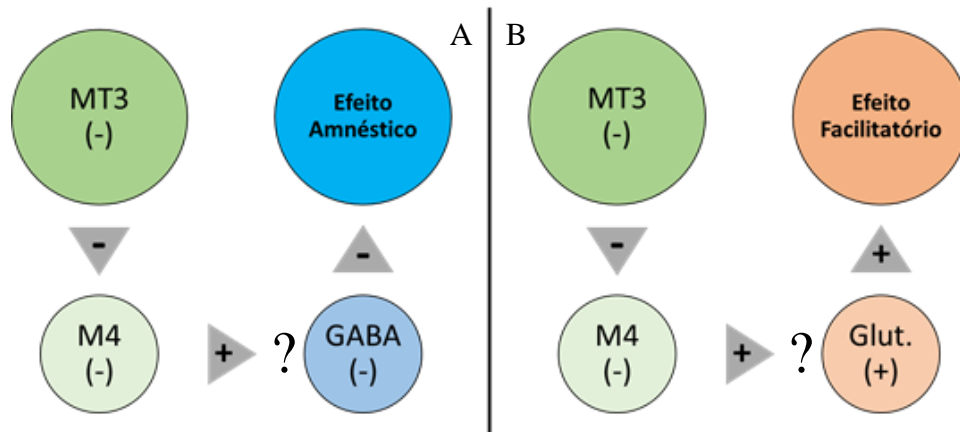 A
B
MT3
(-)
Efeito
Amnéstico
-
-
M4
(-)
+
?
GABA
(-)
MT3
(-)
Efeito
Facilitatório
-
+
M4
(-)
+
?
Glut.
(+)